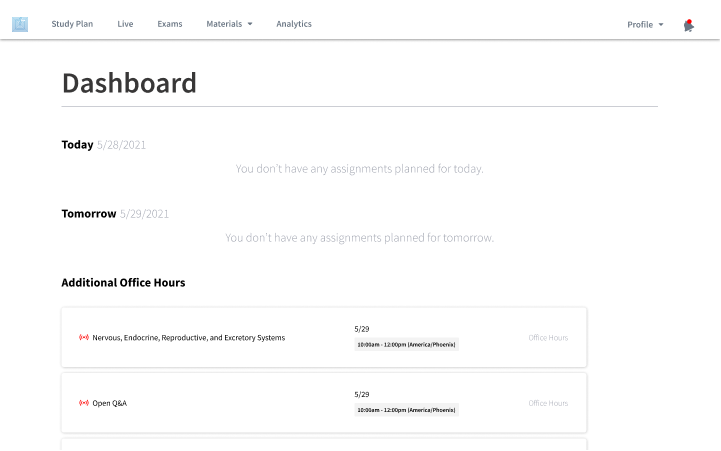 Study Plan Live Exams Materials Analytics Profile
Dashboard
Today 5/28/2021
You don't have any assignments planned for today.
Tomorrow 5/29/2021
You don't have any assignments planned for tomorrow.
Additional Office Hours
Nervous, Endocrine, Reproductive, and Excretory Systems
5/29
10:00am - 12:00pm (America/Phoenix)
Office Hours
Open Q&A
5/29
10:00am - 12:00pm (America/Phoenix)
Office Hours